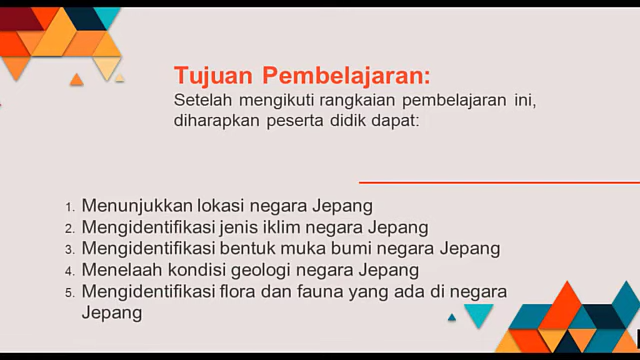 Tujuan Pembelajaran:
Setelah mengikuti rangkaian pembelajaran ini,
diharapkan peserta didik dapat:
1. Menunjukkan lokasi negara Jepang
2. Mengidentifikasi jenis iklim negara Jepang
3. Mengidentifikasi bentuk muka bumi negara Jepang
4. Menelaah kondisi geologi negara Jepang
5. Mengidentifikasi flora dan fauna yang ada di negara
Jepang